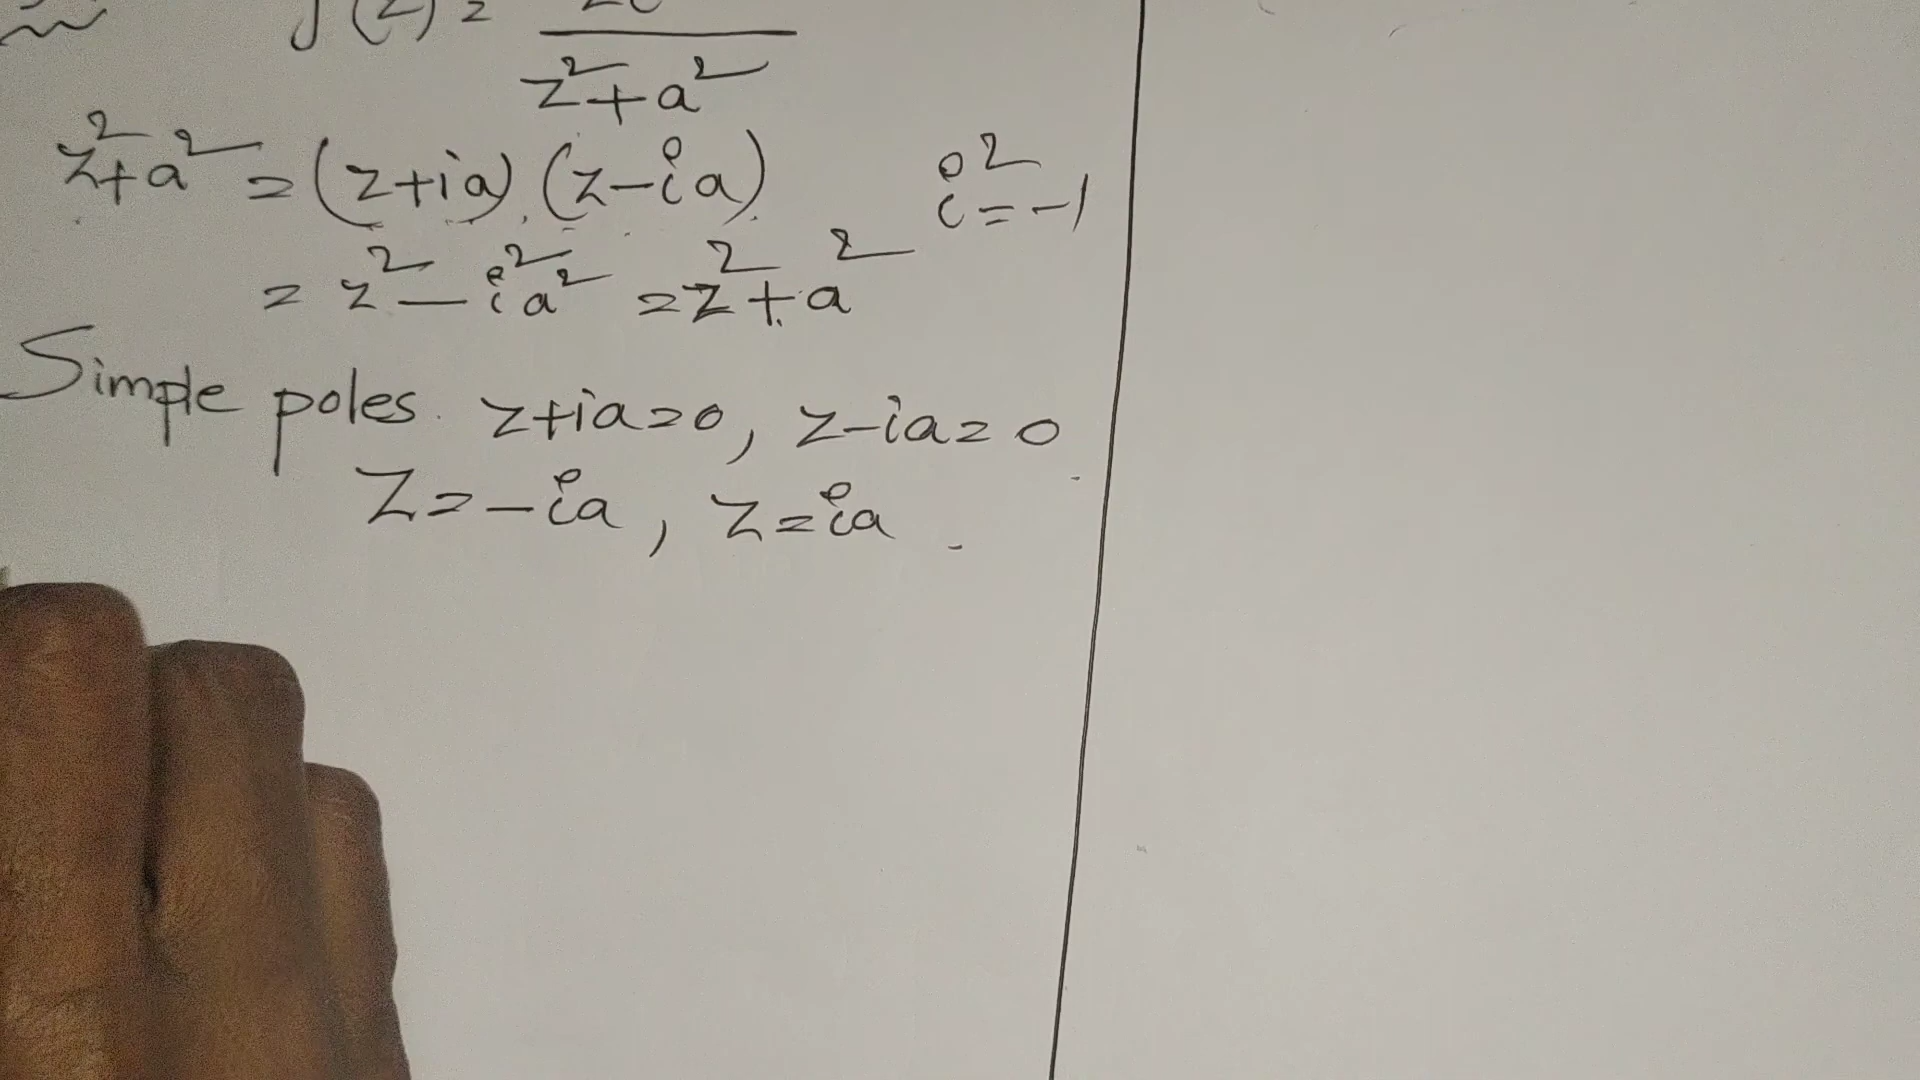 f(z) =
z²+a²
z²+a² = (z+ia)(z-ia) i²=-1
= z² - i²a² = z²+a²
Simple poles. z+ia=0, z-ia=0
z=-ia, z=ia.